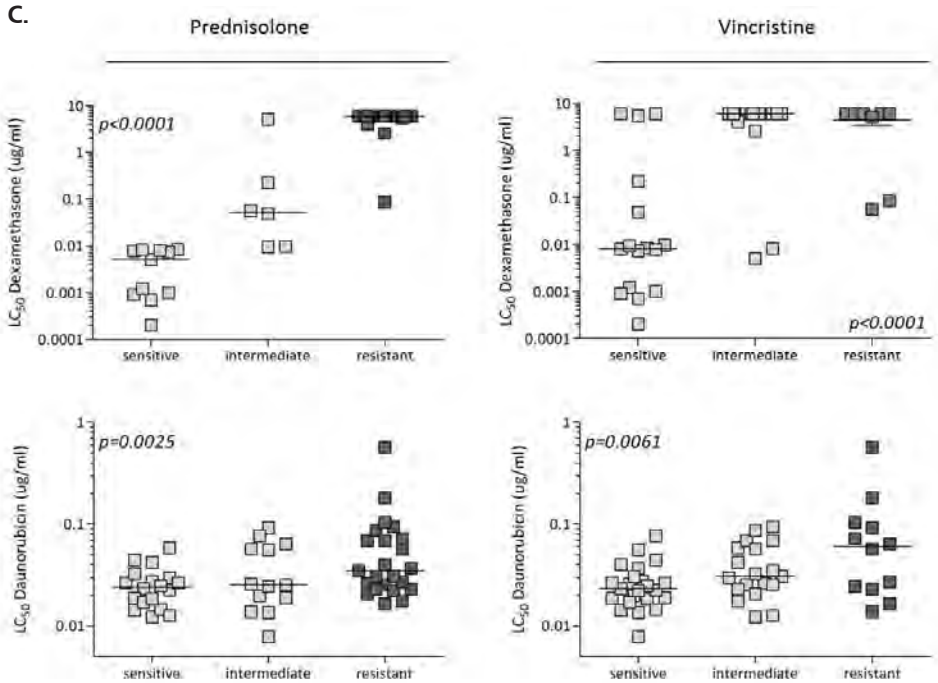 C.
Prednisolone
Vincristine
LC50 Dexamethasone (ug/ml)
10
1
0.1
0.01
0.001
0.0001
p<0.0001
sensitive
intermediate
resistant
LC50 Dexamethasone (ug/ml)
10
1
0.1
0.01
0.001
0.0001
p<0.0001
sensitive
intermediate
resistant
LC50 Daunorubicin (ug/ml)
1
0.1
0.01
p=0.0025
sensitive
intermediate
resistant
LC50 Daunorubicin (ug/ml)
1
0.1
0.01
p=0.0061
sensitive
intermediate
resistant